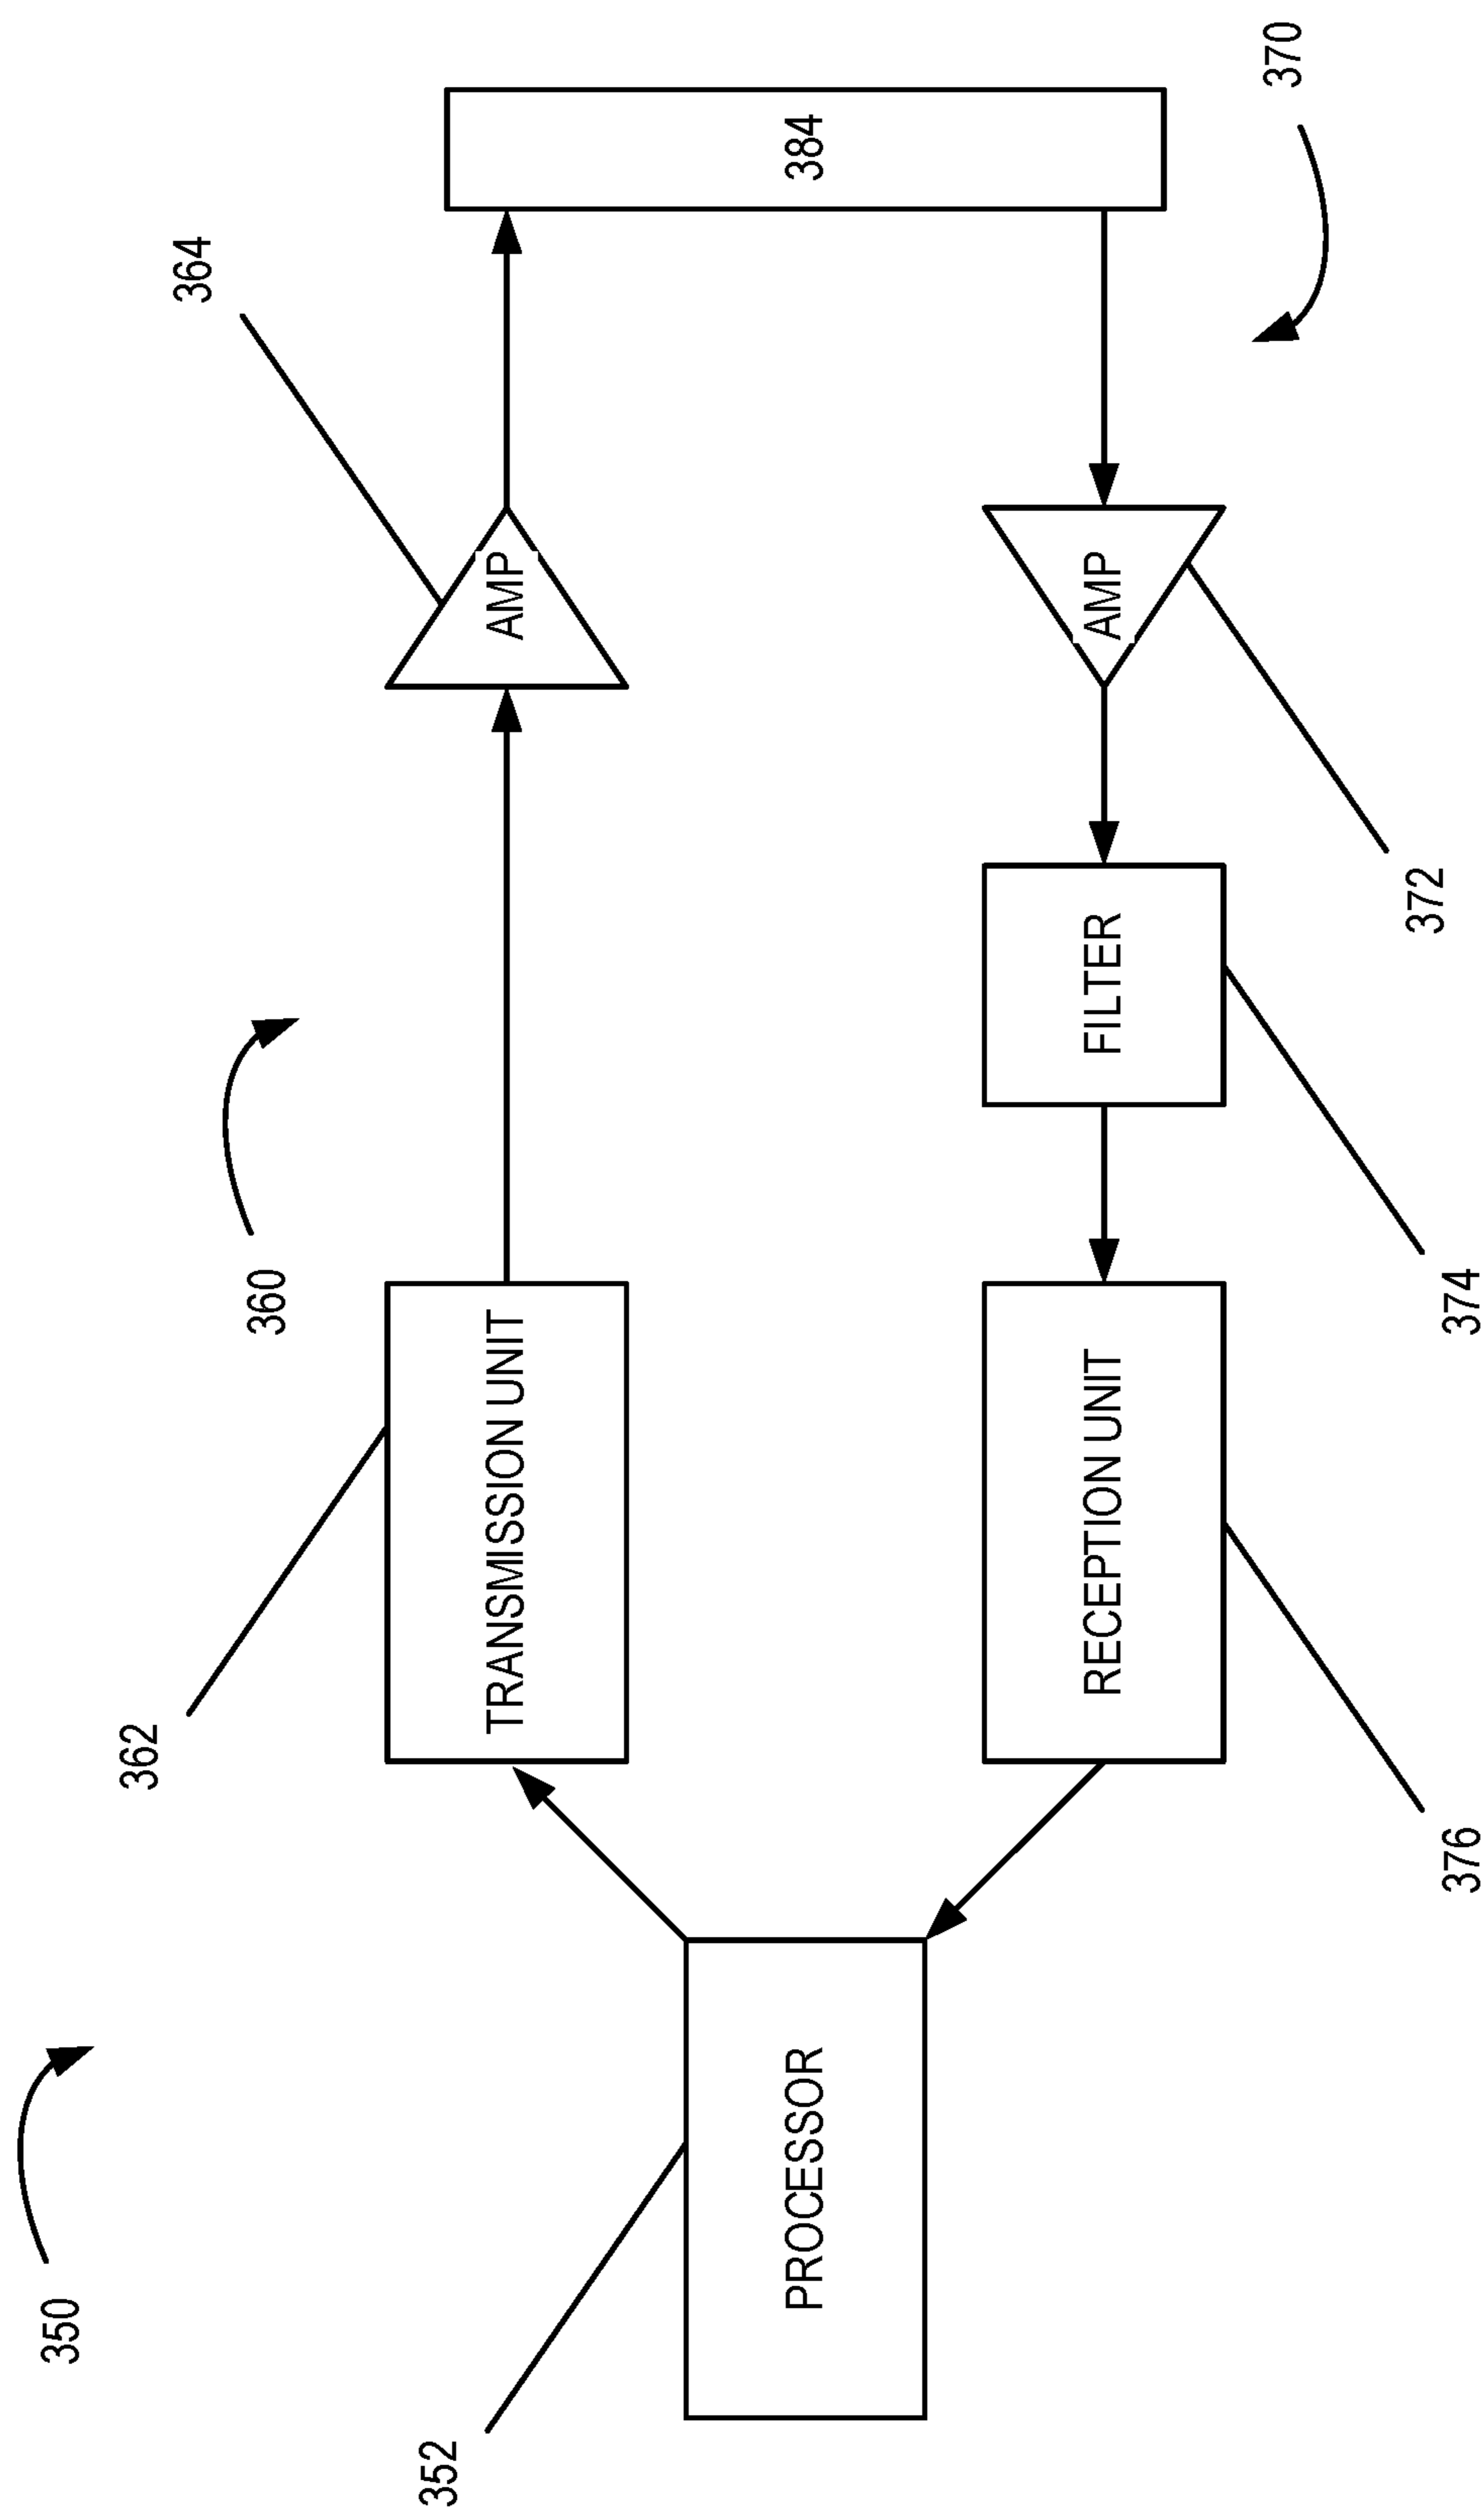 350
360
362
364
TRANSMISSION UNIT
AMP
352
PROCESSOR
384
RECEPTION UNIT
FILTER
AMP
370
376
374
372